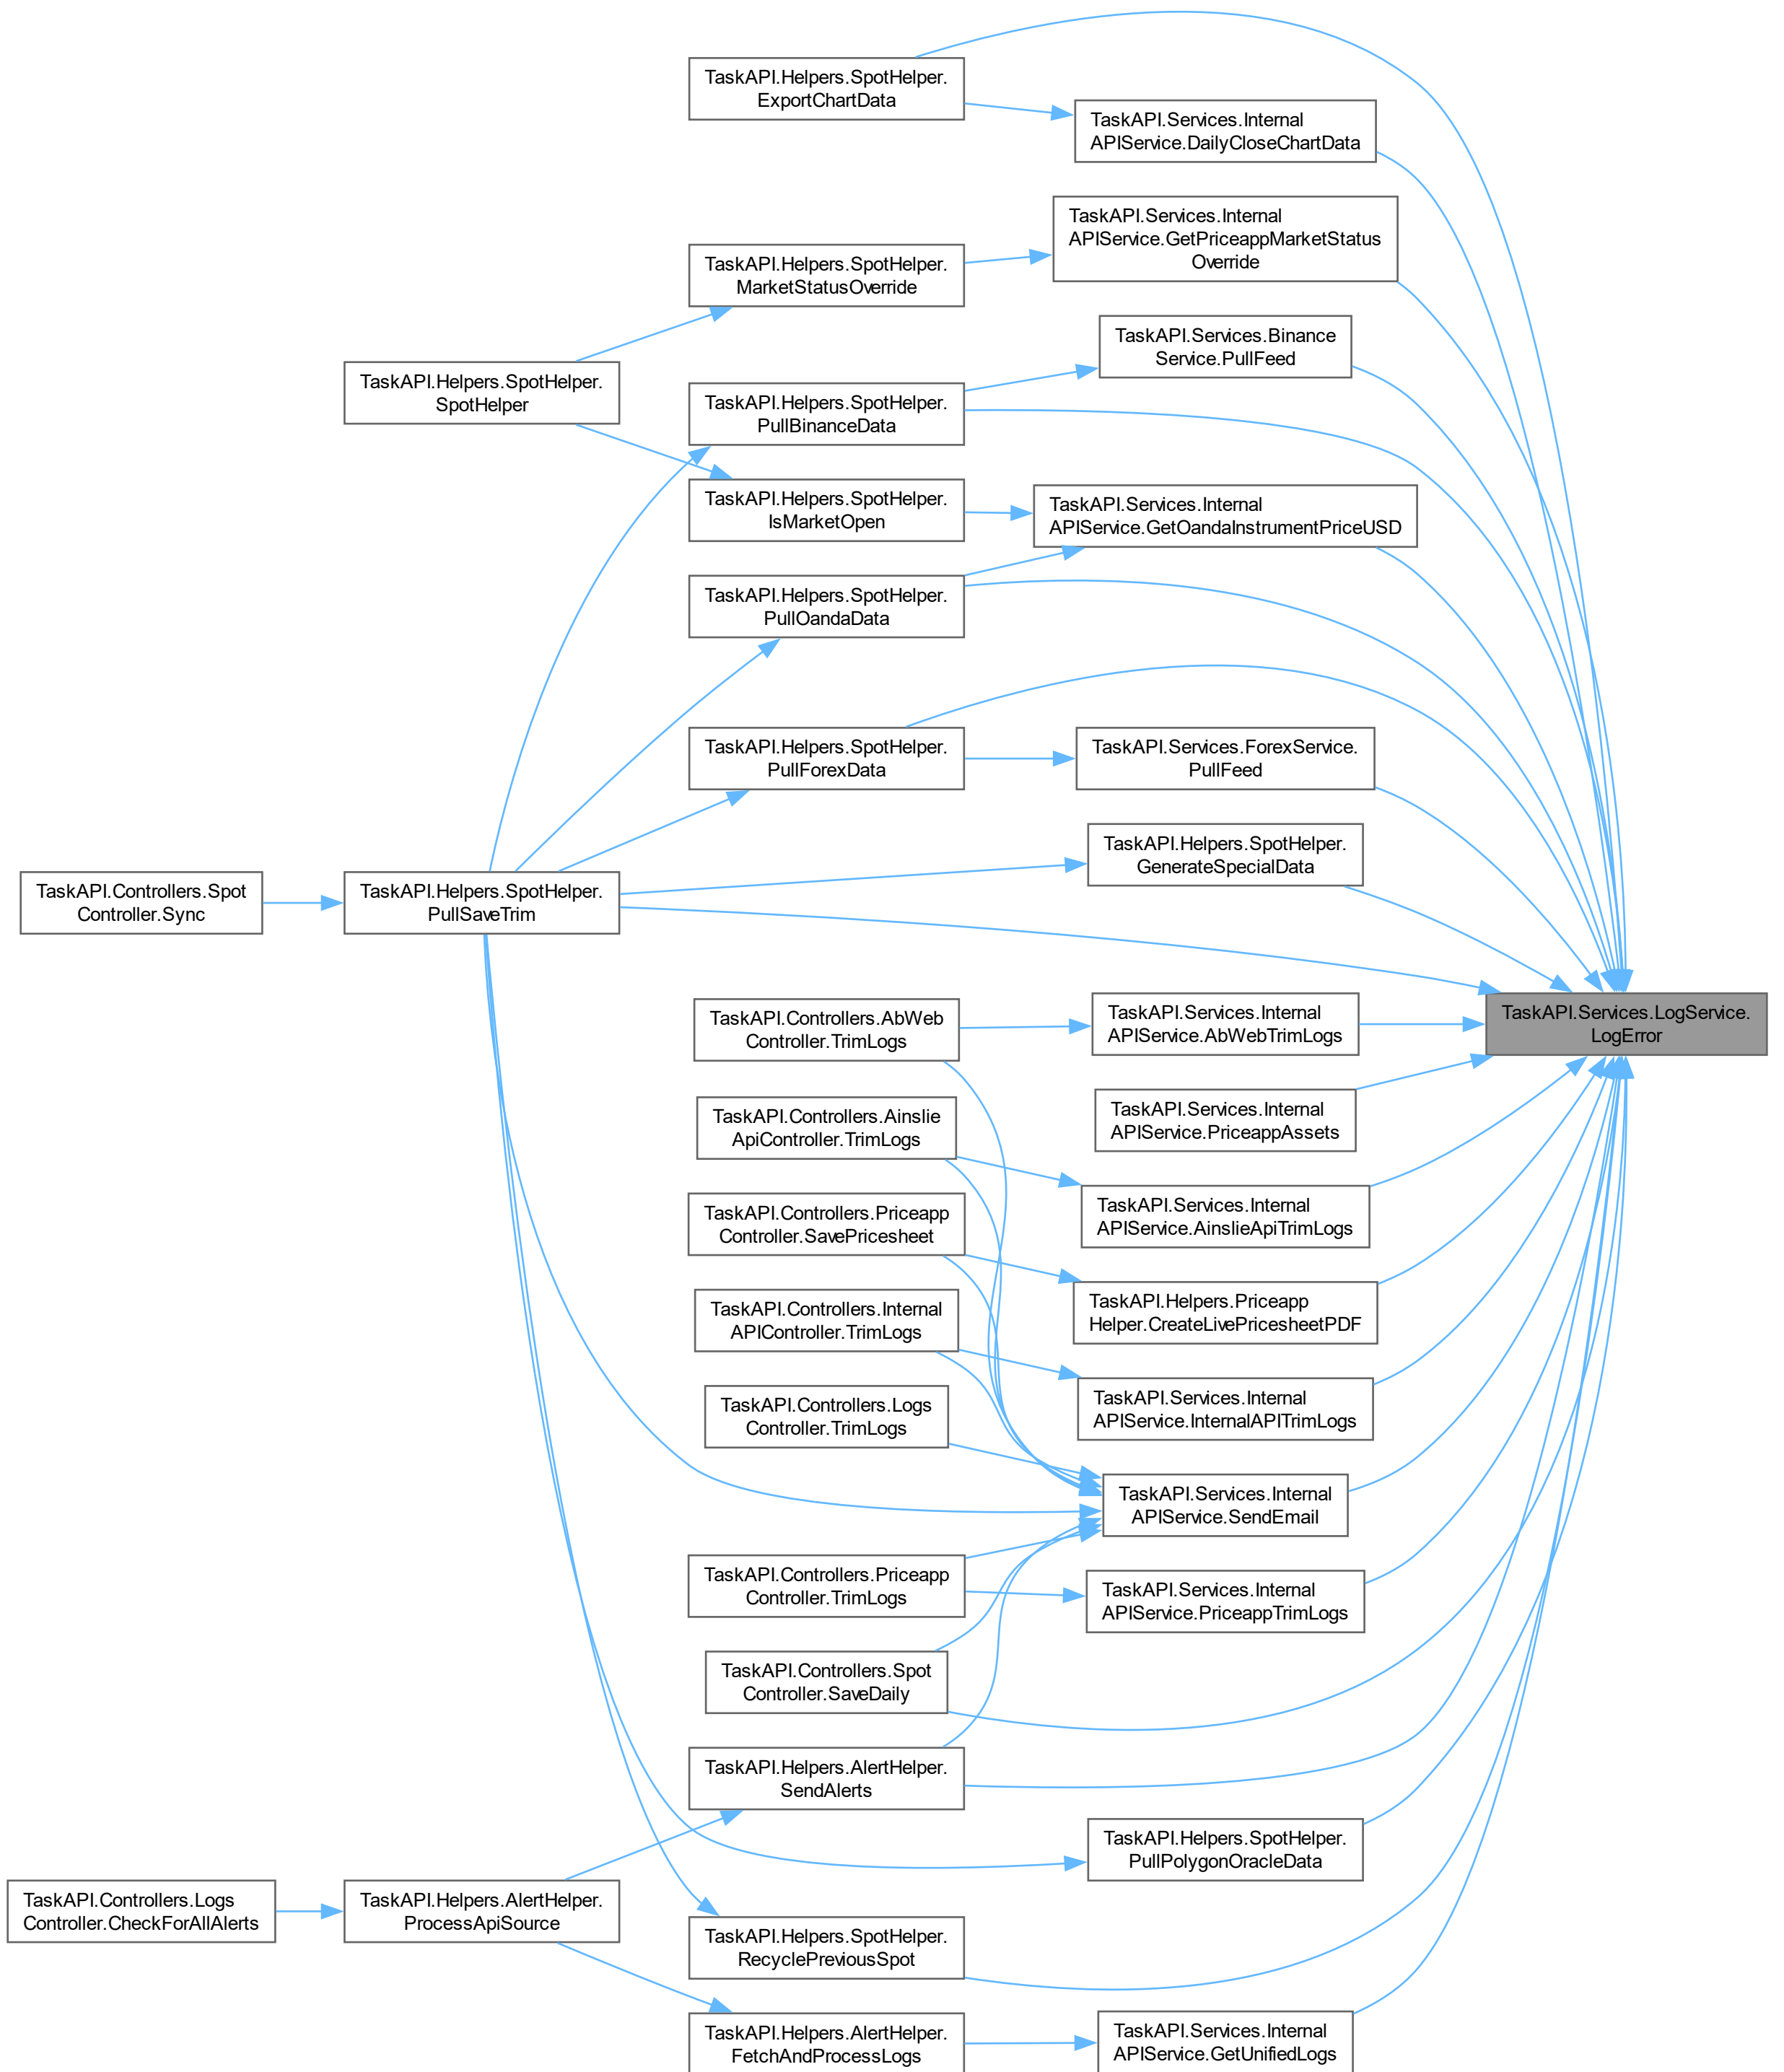 TaskAPI.Helpers.SpotHelper.
ExportChartData
TaskAPI.Services.Internal
APIService.DailyCloseChartData
TaskAPI.Services.Internal
APIService.GetPriceappMarketStatus
Override
TaskAPI.Helpers.SpotHelper.
MarketStatusOverride
TaskAPI.Services.Binance
Service.PullFeed
TaskAPI.Helpers.SpotHelper.
SpotHelper
TaskAPI.Helpers.SpotHelper.
PullBinanceData
TaskAPI.Helpers.SpotHelper.
IsMarketOpen
TaskAPI.Services.Internal
APIService.GetOandaInstrumentPriceUSD
TaskAPI.Helpers.SpotHelper.
PullOandaData
TaskAPI.Helpers.SpotHelper.
PullForexData
TaskAPI.Services.ForexService.
PullFeed
TaskAPI.Helpers.SpotHelper.
GenerateSpecialData
TaskAPI.Controllers.Spot
Controller.Sync
TaskAPI.Helpers.SpotHelper.
PullSaveTrim
TaskAPI.Services.LogService.
LogError
TaskAPI.Controllers.AbWeb
Controller.TrimLogs
TaskAPI.Services.Internal
APIService.AbWebTrimLogs
TaskAPI.Services.Internal
APIService.PriceappAssets
TaskAPI.Controllers.Ainslie
ApiController.TrimLogs
TaskAPI.Services.Internal
APIService.AinslieApiTrimLogs
TaskAPI.Controllers.Priceapp
Controller.SavePricesheet
TaskAPI.Helpers.Priceapp
Helper.CreateLivePricesheetPDF
TaskAPI.Controllers.Internal
APIController.TrimLogs
TaskAPI.Services.Internal
APIService.InternalAPITrimLogs
TaskAPI.Controllers.Logs
Controller.TrimLogs
TaskAPI.Services.Internal
APIService.SendEmail
TaskAPI.Controllers.Priceapp
Controller.TrimLogs
TaskAPI.Services.Internal
APIService.PriceappTrimLogs
TaskAPI.Controllers.Spot
Controller.SaveDaily
TaskAPI.Helpers.AlertHelper.
SendAlerts
TaskAPI.Helpers.SpotHelper.
PullPolygonOracleData
TaskAPI.Controllers.Logs
Controller.CheckForAllAlerts
TaskAPI.Helpers.AlertHelper.
ProcessApiSource
TaskAPI.Helpers.SpotHelper.
RecyclePreviousSpot
TaskAPI.Helpers.AlertHelper.
FetchAndProcessLogs
TaskAPI.Services.Internal
APIService.GetUnifiedLogs